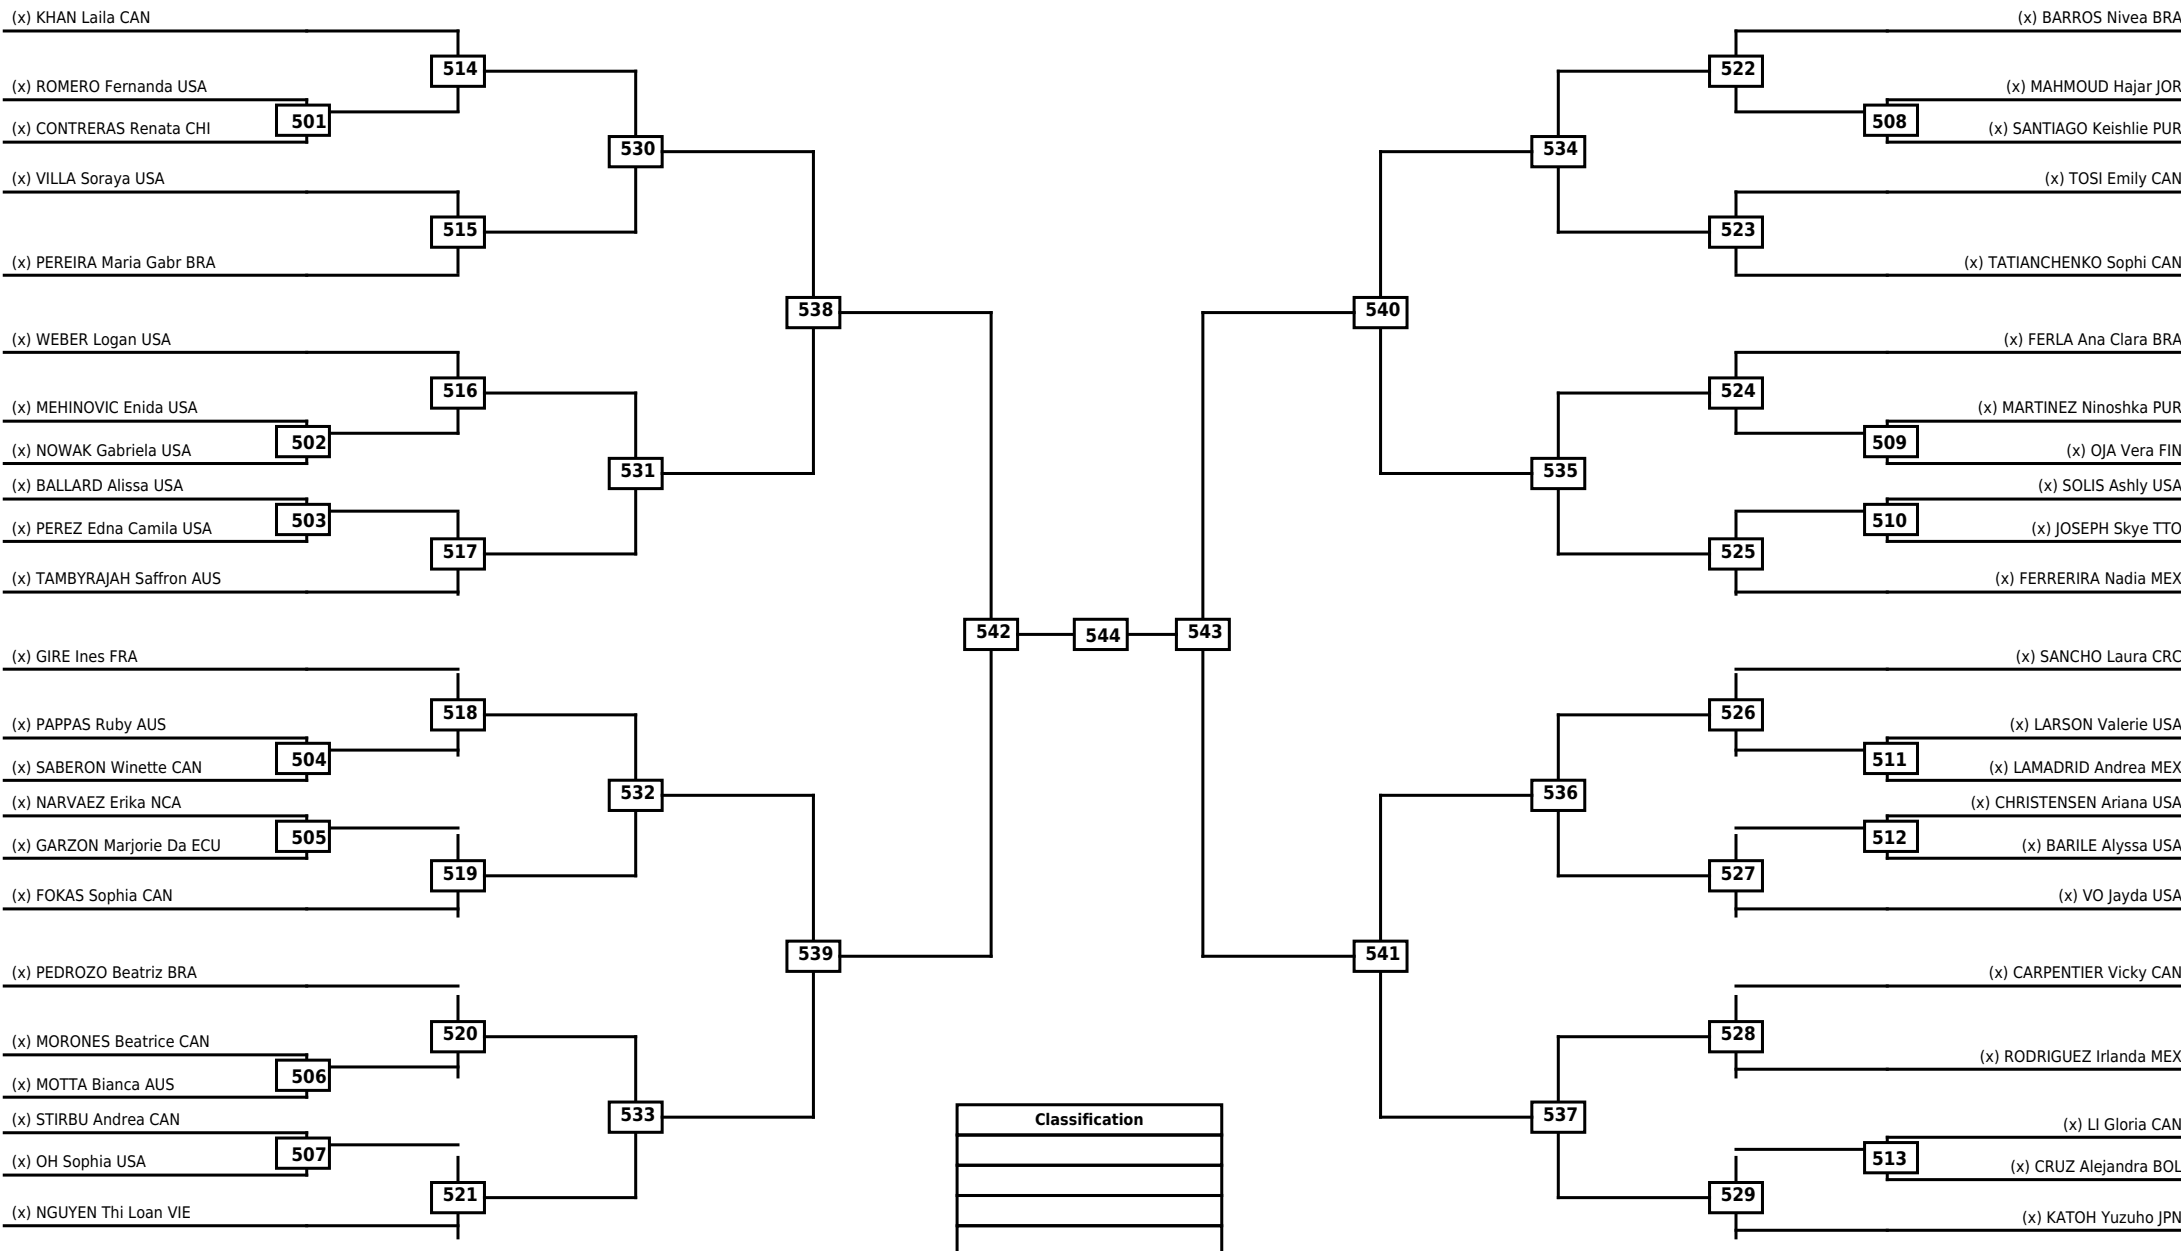 (x) KHAN Laila CAN
514
(x) ROMERO Fernanda USA
501
(x) CONTRERAS Renata CHI
530
(x) VILLA Soraya USA
515
(x) PEREIRA Maria Gabr BRA
538
(x) WEBER Logan USA
516
(x) MEHINOVIC Enida USA
502
(x) NOWAK Gabriela USA
531
(x) BALLARD Alissa USA
503
(x) PEREZ Edna Camila USA
517
(x) TAMBYRAJAH Saffron AUS
542
544
543
(x) GIRE Ines FRA
518
(x) PAPPAS Ruby AUS
504
(x) SABERON Winette CAN
532
(x) NARVAEZ Erika NCA
505
(x) GARZON Marjorie Da ECU
519
(x) FOKAS Sophia CAN
539
(x) PEDROZO Beatriz BRA
520
(x) MORONES Beatrice CAN
506
(x) MOTTA Bianca AUS
533
(x) STIRBU Andrea CAN
507
(x) OH Sophia USA
521
(x) NGUYEN Thi Loan VIE
Classification
(x) BARROS Nivea BRA
522
(x) MAHMOUD Hajar JOR
508
(x) SANTIAGO Keishlie PUR
534
(x) TOSI Emily CAN
523
(x) TATIANCHENKO Sophi CAN
540
(x) FERLA Ana Clara BRA
524
(x) MARTINEZ Ninoshka PUR
509
(x) OJA Vera FIN
535
(x) SOLIS Ashly USA
510
(x) JOSEPH Skye TTO
525
(x) FERRERIRA Nadia MEX
(x) SANCHO Laura CRC
526
(x) LARSON Valerie USA
511
(x) LAMADRID Andrea MEX
536
(x) CHRISTENSEN Ariana USA
512
(x) BARILE Alyssa USA
527
(x) VO Jayda USA
541
(x) CARPENTIER Vicky CAN
528
(x) RODRIGUEZ Irlanda MEX
537
(x) LI Gloria CAN
513
(x) CRUZ Alejandra BOL
529
(x) KATOH Yuzuho JPN